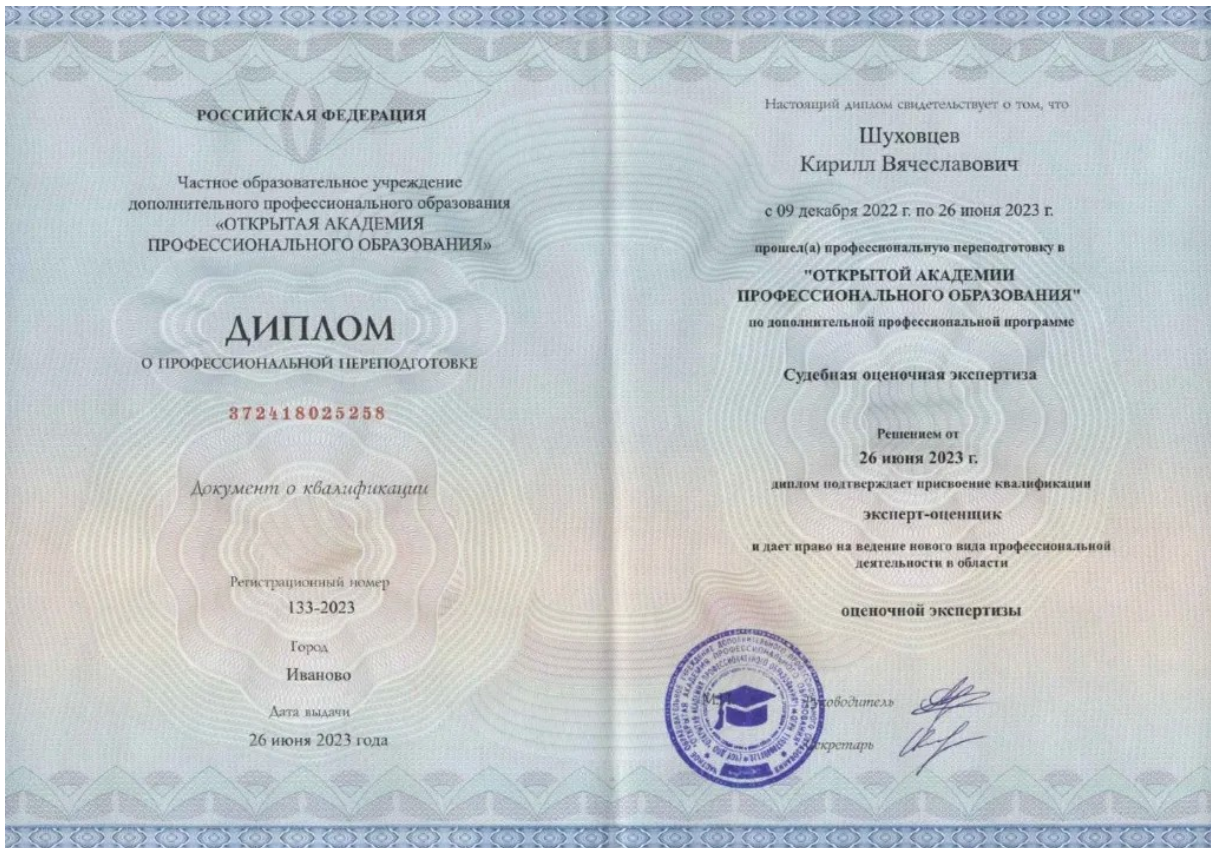 РОССИЙСКАЯ ФЕДЕРАЦИЯ
Частное образовательное учреждение
дополнительного профессионального образования
«ОТКРЫТАЯ АКАДЕМИЯ
ПРОФЕССИОНАЛЬНОГО ОБРАЗОВАНИЯ»
ДИПЛОМ
О ПРОФЕССИОНАЛЬНОЙ ПЕРЕПОДГОТОВКЕ
372418025258
Документ о квалификации
Регистрационный номер
133-2023
Город
Иваново
Дата выдачи
26 июня 2023 года
Настоящий диплом свидетельствует о том, что
Шуховцев
Кирилл Вячеславович
с 09 декабря 2022 г. по 26 июня 2023 г.
прошел(а) профессиональную переподготовку в
"ОТКРЫТОЙ АКАДЕМИИ
ПРОФЕССИОНАЛЬНОГО ОБРАЗОВАНИЯ"
по дополнительной профессиональной программе
Судебная оценочная экспертиза
Решением от
26 июня 2023 г.
диплом подтверждает присвоение квалификации
эксперт-оценщик
и дает право на ведение нового вида профессиональной
деятельности в области
оценочной экспертизы
Руководитель
Секретарь